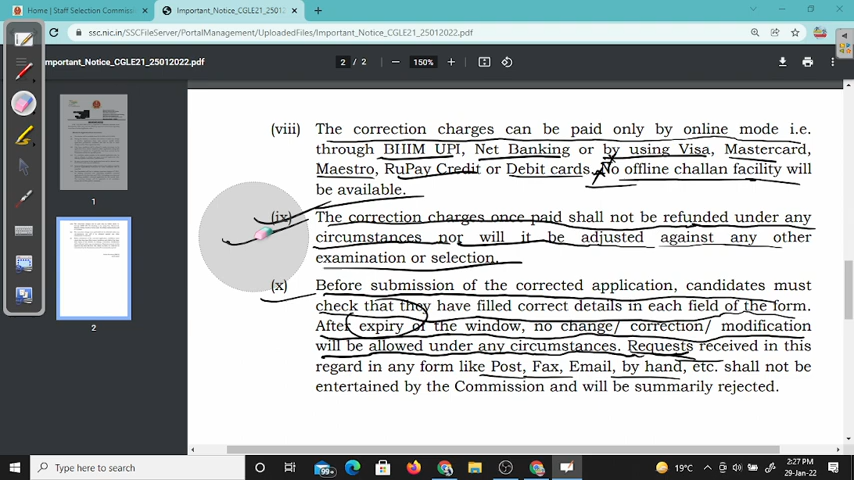 Home | Staff Selection Commission
Important_Notice_CGLE21_2501202
ssc.nic.in/SSCFileServer/PortalManagement/UploadedFiles/Important_Notice_CGLE21_25012022.pdf
mportant_Notice_CGLE21_25012022.pdf
2 / 2
150%
1
2
(viii) The correction charges can be paid only by online mode i.e.
through BHIM UPI, Net Banking or by using Visa, Mastercard,
Maestro, RuPay Credit or Debit cards. No offline challan facility will
be available.
(ix) The correction charges once paid shall not be refunded under any
circumstances nor will it be adjusted against any other
examination or selection.
(x) Before submission of the corrected application, candidates must
check that they have filled correct details in each field of the form.
After expiry of the window, no change/ correction/ modification
will be allowed under any circumstances. Requests received in this
regard in any form like Post, Fax, Email, by hand, etc. shall not be
entertained by the Commission and will be summarily rejected.
Type here to search
99+
19°C
2:27 PM
29-Jan-22